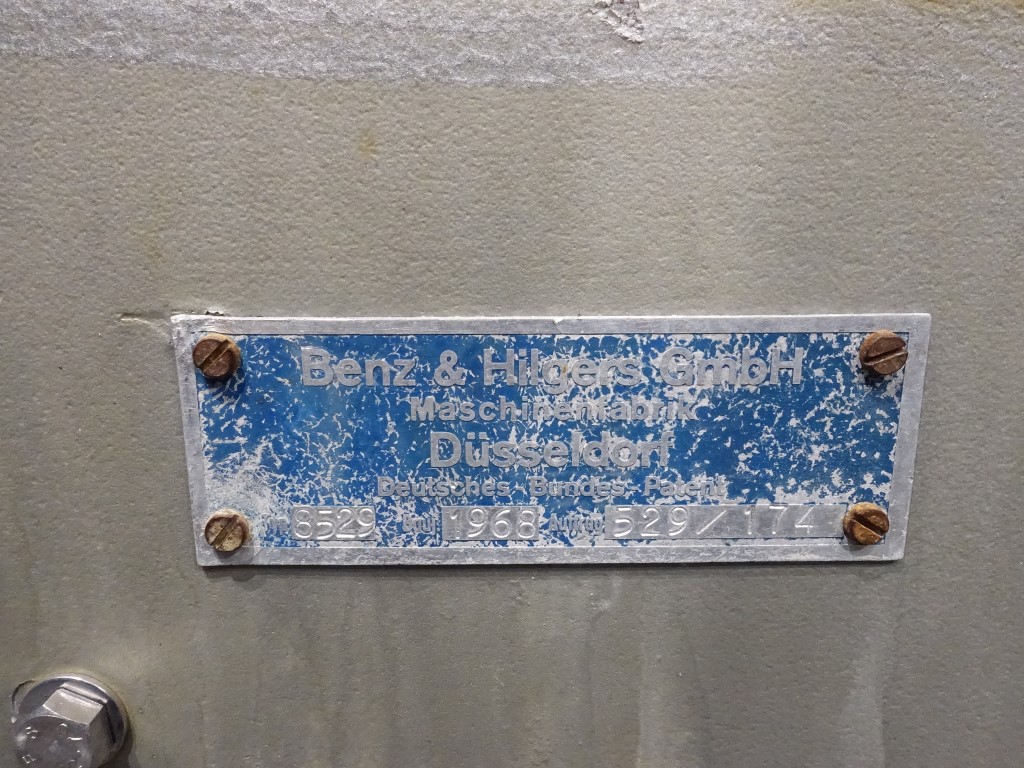 Benz & Hilgers GmbH
Maschinenfabrik
Düsseldorf
Deutsches Bundes Patent
8529 1968 529/174